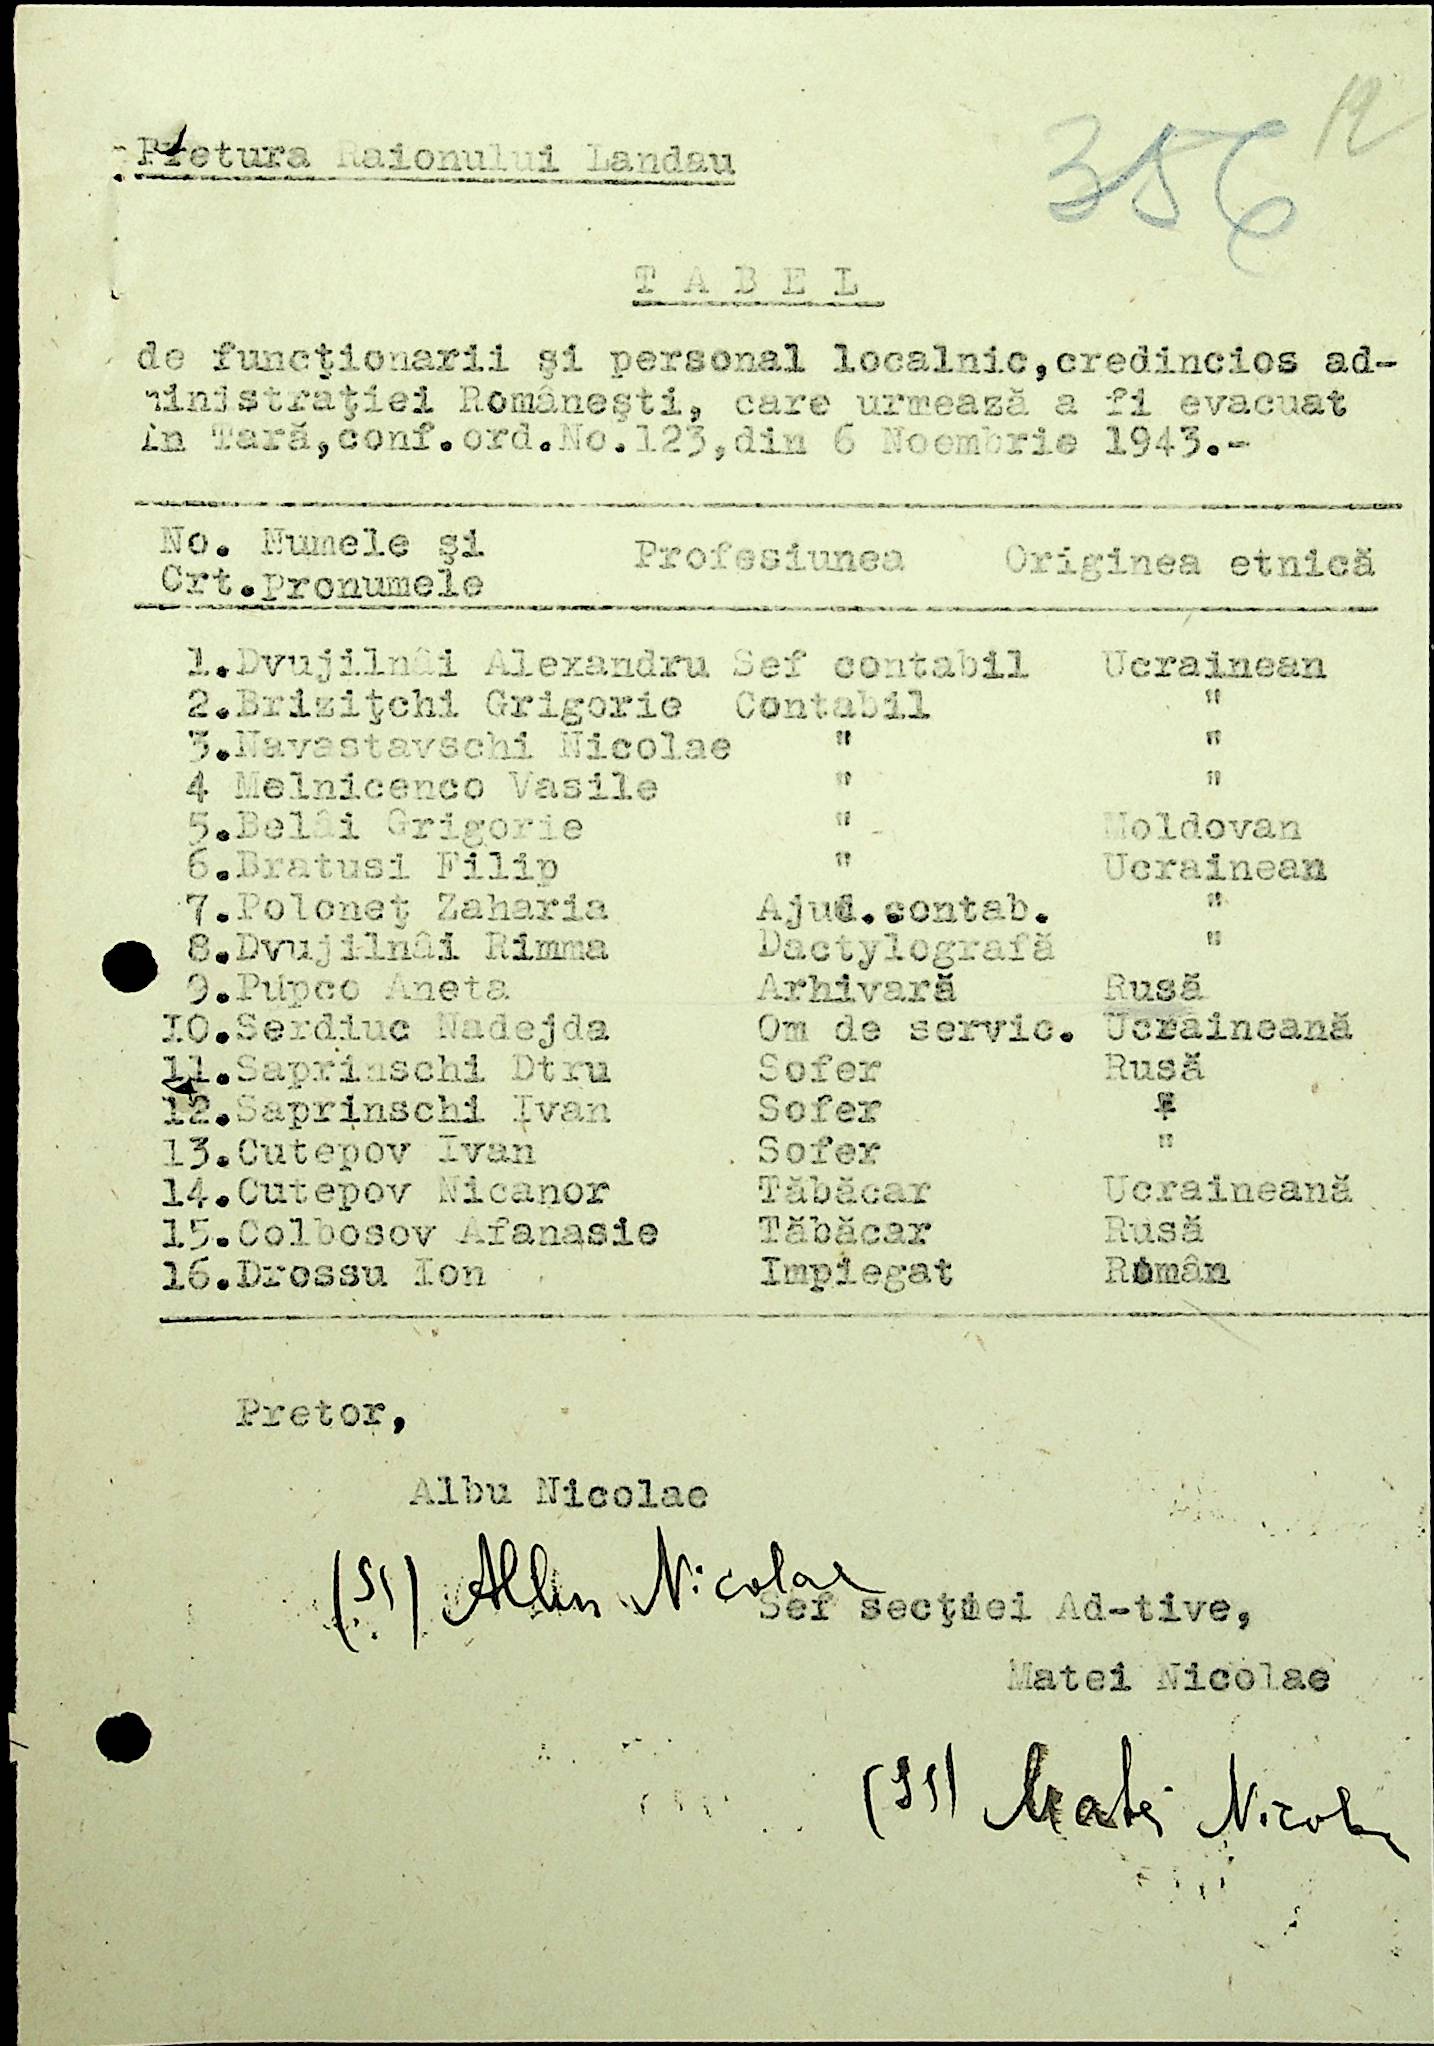 Pretura Raionului Landau
356
12
T A B E L
de funcţionarii şi personal localnic,credincios ad-
ministraţiei Româneşti, care urmează a fi evacuat
în Tară,conf.ord.No.123,din 6 Noembrie 1943.-
No. Numele şi Profesiunea Originea etnică
Crt.pronumele
1.Dvujilnâi Alexandru Sef contabil Ucrainean
2.Briziţchi Grigorie Contabil "
3.Navastavschi Nicolae " "
4 Melnicenco Vasile " "
5.Belâi Grigorie " Moldovan
6.Bratusi Filip " Ucrainean
7.Poloneţ Zaharia Ajut.contab. "
8.Dvujilnâi Rimma Dactylografă "
9.Pupco Aneta Arhivară Rusă
10.Serdiuc Nadejda Om de servic. Ucraineană
11.Saprinschi Dtru Sofer Rusă
12.Saprinschi Ivan Sofer "
13.Cutepov Ivan Sofer "
14.Cutepov Nicanor Tăbăcar Ucraineană
15.Colbosov Afanasie Tăbăcar Rusă
16.Drossu Ion Impiegat Român
Pretor,
Albu Nicolae
(ss) Albu Nicolae
Sef secţiei Ad-tive,
Matei Nicolae
(ss) Matei Nicolae